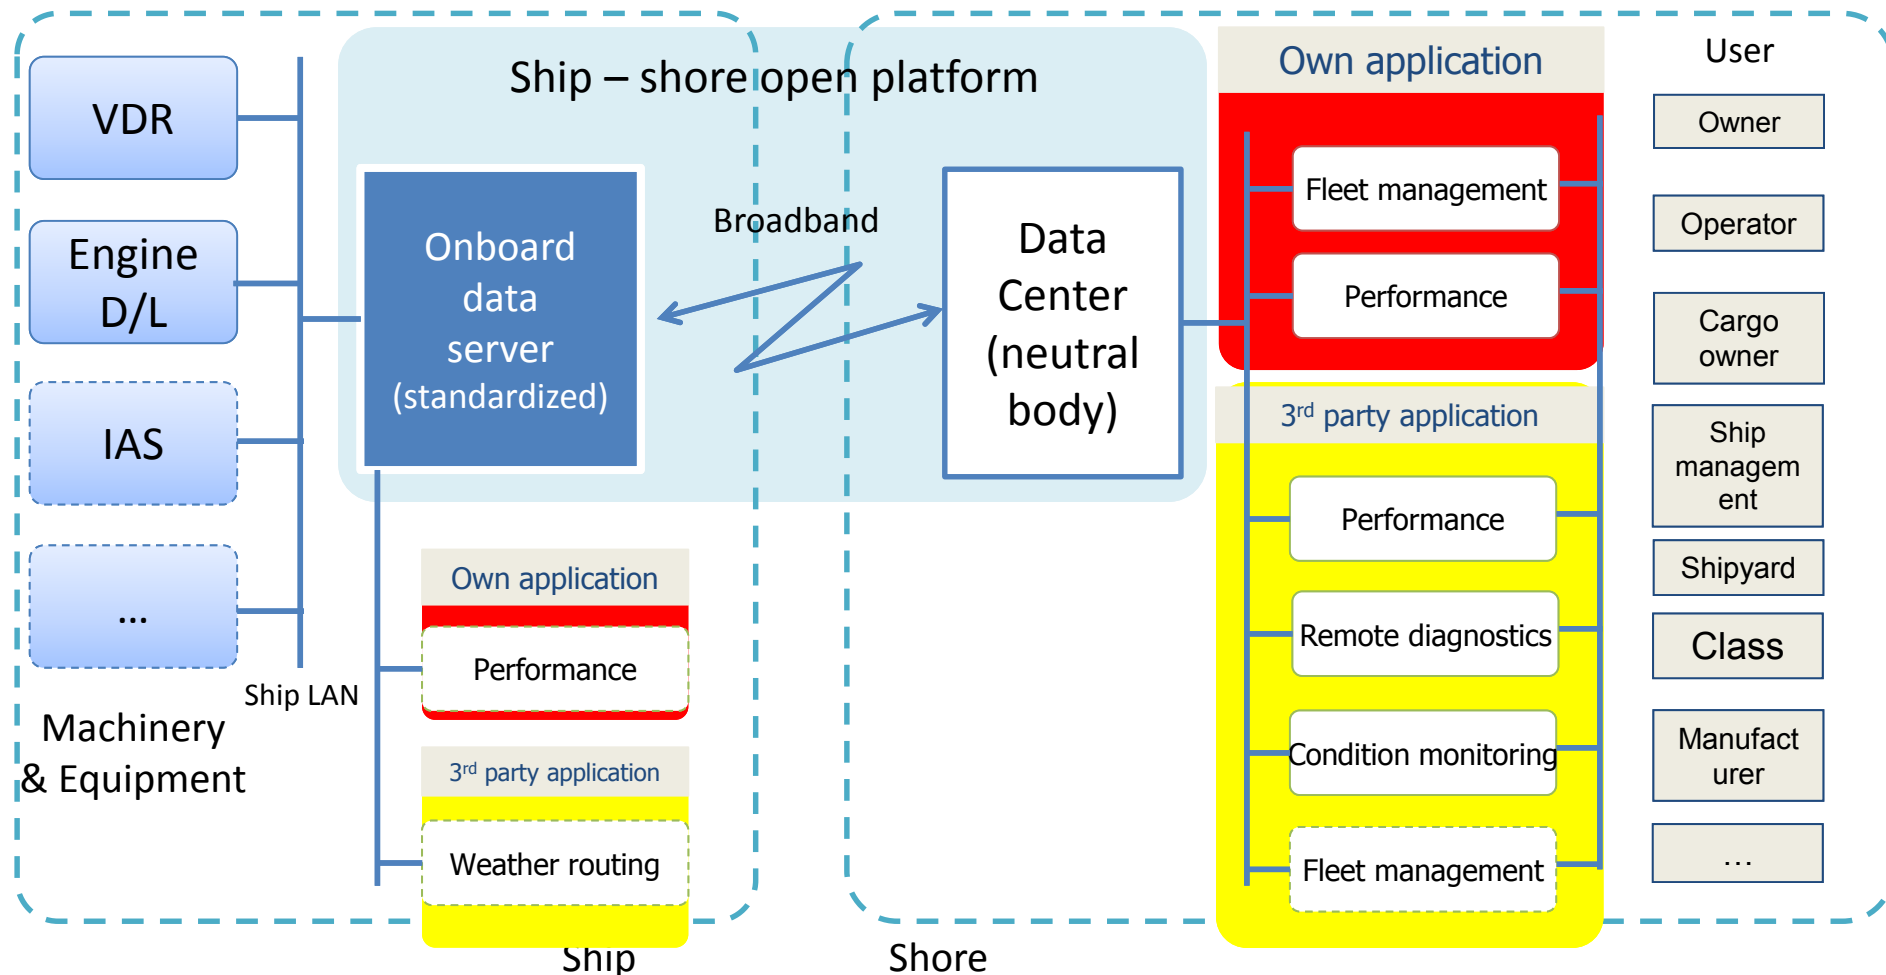 Ship – shore open platform
VDR
Engine
D/L
IAS
...
Ship LAN
Machinery
& Equipment
Onboard
data
server
(standardized)
Broadband
Data
Center
(neutral
body)
Own application
Performance
3rd party application
Weather routing
Own application
Fleet management
Performance
3rd party application
Performance
Remote diagnostics
Condition monitoring
Fleet management
User
Owner
Operator
Cargo
owner
Ship
managem
ent
Shipyard
Class
Manufact
urer
...
Ship
Shore